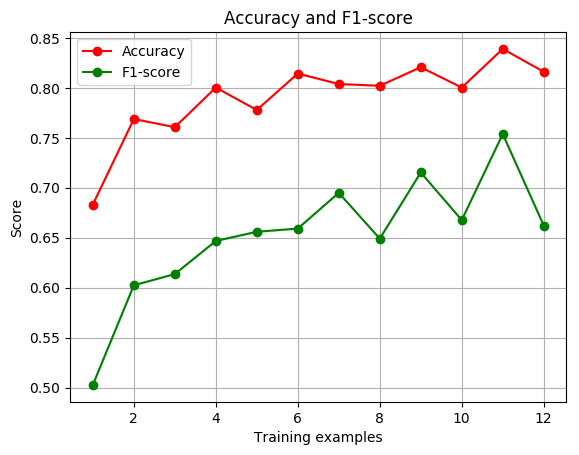 Accuracy and F1-score
Accuracy
F1-score
Score
0.85
0.80
0.75
0.70
0.65
0.60
0.55
0.50
2 4 6 8 10 12
Training examples